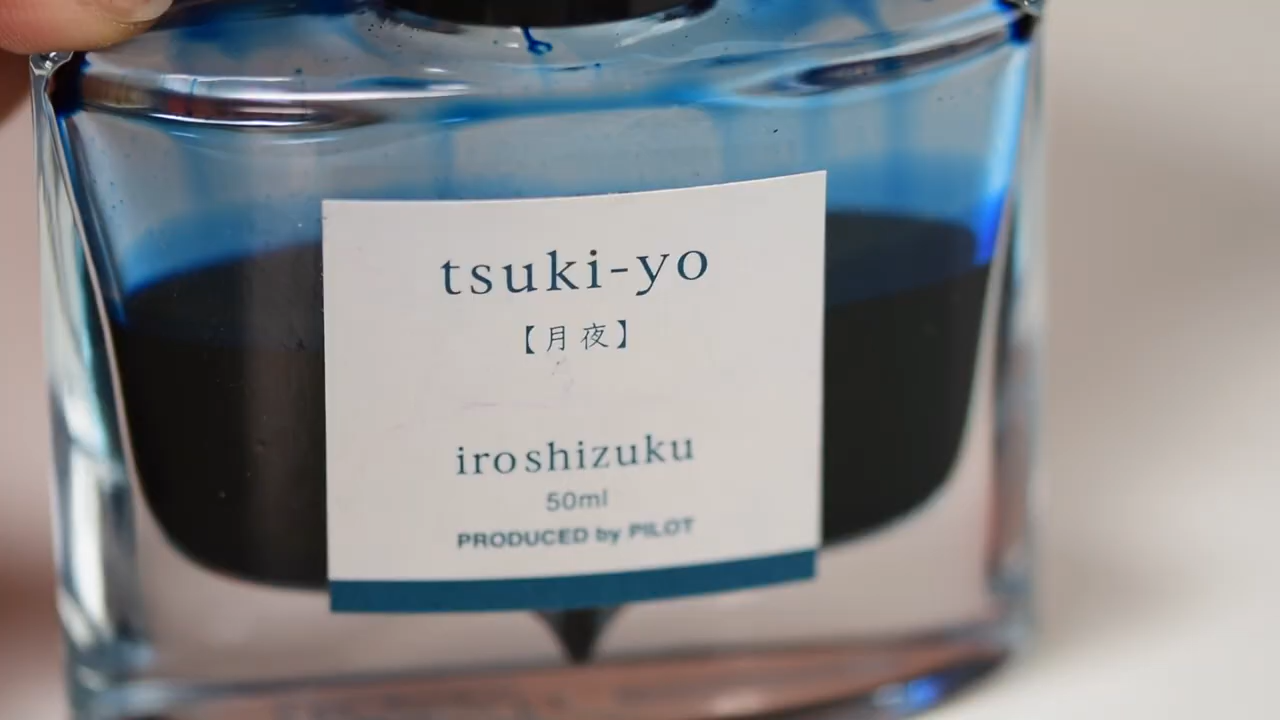 tsuki-yo
【月夜】
iroshizuku
50ml
PRODUCED by PILOT